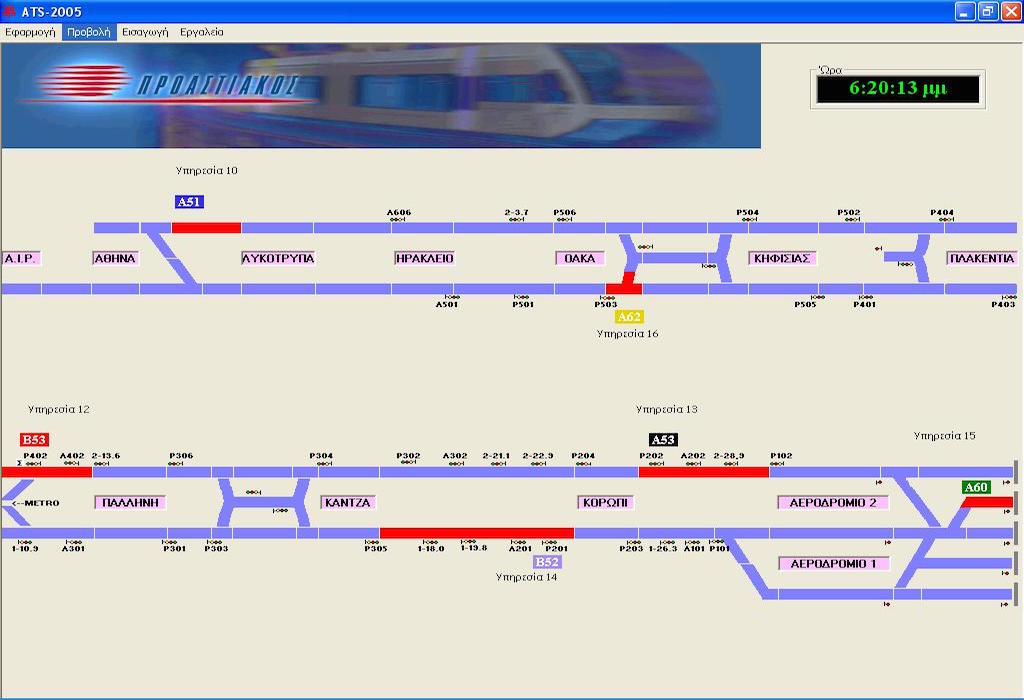 ATS-2005
Εφαρμογή Προβολή Εισαγωγή Εργαλεία
ΠΡΟΑΣΤΙΑΚΟΣ
Ώρα
6:20:13 μμ
Υπηρεσία 10
A51
A606 2-3.7 P506 P504 P502 P404
Α.Ι.Ρ. ΑΘΗΝΑ ΛΥΚΟΤΡΥΠΑ ΗΡΑΚΛΕΙΟ ΟΑΚΑ ΚΗΦΙΣΙΑΣ ΠΛΑΚΕΝΤΙΑ
A501 P501 P503 P505 P401 P403
A62
Υπηρεσία 16
Υπηρεσία 12 Υπηρεσία 13
Υπηρεσία 15
B53 A53
Σ P402 A402 2-13.6 P306 P304 P302 A302 2-21.1 2-22.9 P204 P202 A202 2-28,9 P102
A60
<--METRO ΠΑΛΛΗΝΗ ΚΑΝΤΖΑ ΚΟΡΩΠΙ ΑΕΡΟΔΡΟΜΙΟ 2
1-10.9 A301 P301 P303 P305 1-18.0 1-19.8 A201 P201 P203 1-26.3 A101 P101
B52 ΑΕΡΟΔΡΟΜΙΟ 1
Υπηρεσία 14